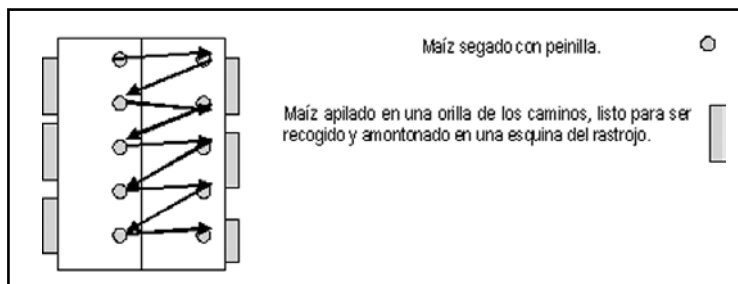 Maíz segado con peinilla.
Maíz apilado en una orilla de los caminos, listo para ser
recogido y amontonado en una esquina del rastrojo.